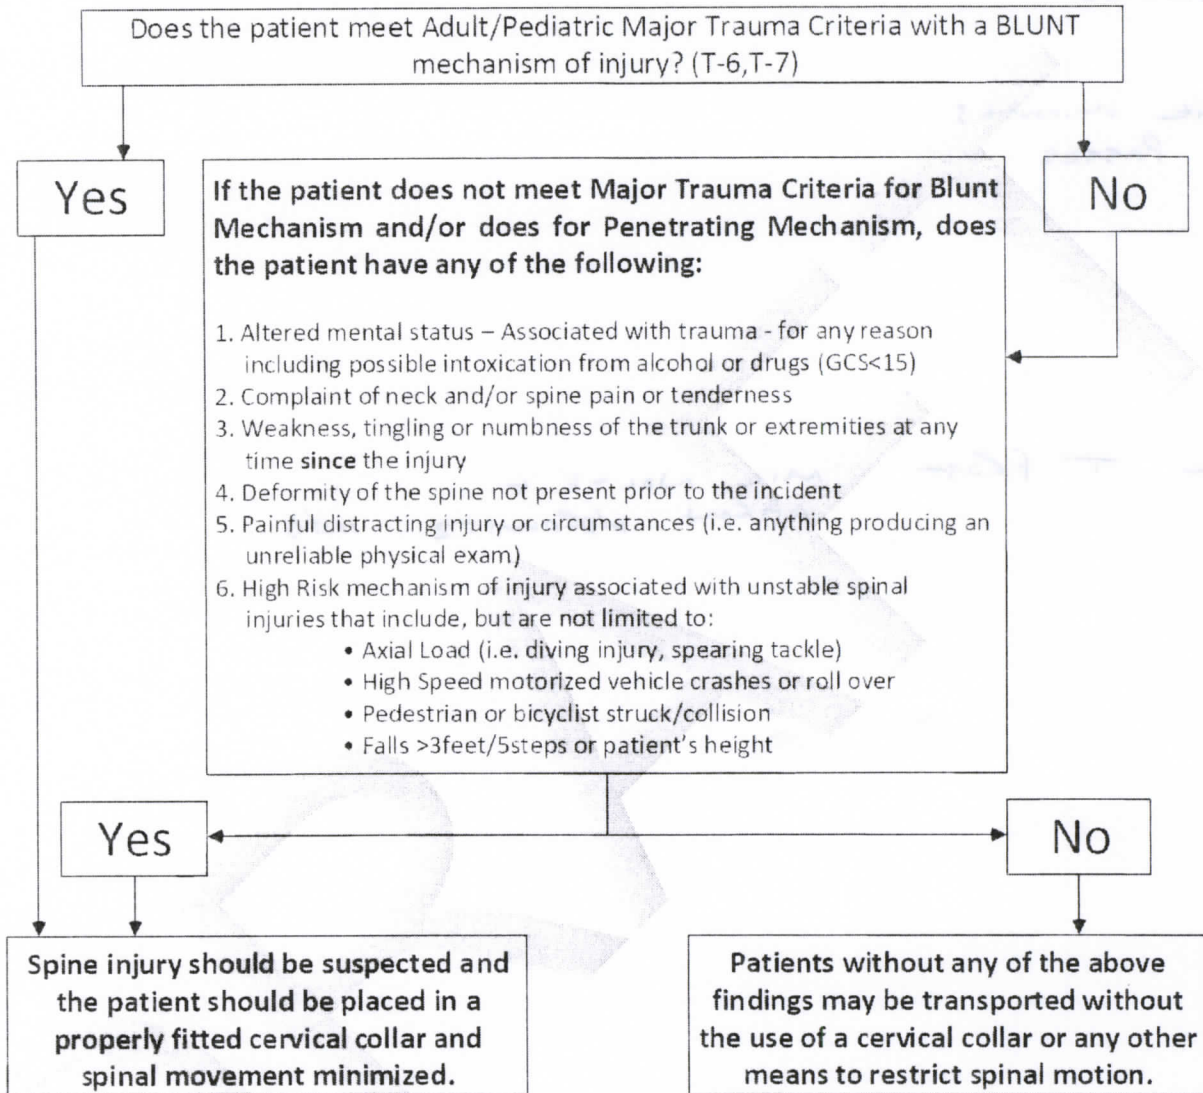 Does the patient meet Adult/Pediatric Major Trauma Criteria with a BLUNT
mechanism of injury? (T-6,T-7)
Yes
No
If the patient does not meet Major Trauma Criteria for Blunt
Mechanism and/or does for Penetrating Mechanism, does
the patient have any of the following:
1. Altered mental status – Associated with trauma - for any reason
including possible intoxication from alcohol or drugs (GCS<15)
2. Complaint of neck and/or spine pain or tenderness
3. Weakness, tingling or numbness of the trunk or extremities at any
time since the injury
4. Deformity of the spine not present prior to the incident
5. Painful distracting injury or circumstances (i.e. anything producing an
unreliable physical exam)
6. High Risk mechanism of injury associated with unstable spinal
injuries that include, but are not limited to:
• Axial Load (i.e. diving injury, spearing tackle)
• High Speed motorized vehicle crashes or roll over
• Pedestrian or bicyclist struck/collision
• Falls >3feet/5steps or patient's height
Yes
No
Spine injury should be suspected and
the patient should be placed in a
properly fitted cervical collar and
spinal movement minimized.
Patients without any of the above
findings may be transported without
the use of a cervical collar or any other
means to restrict spinal motion.